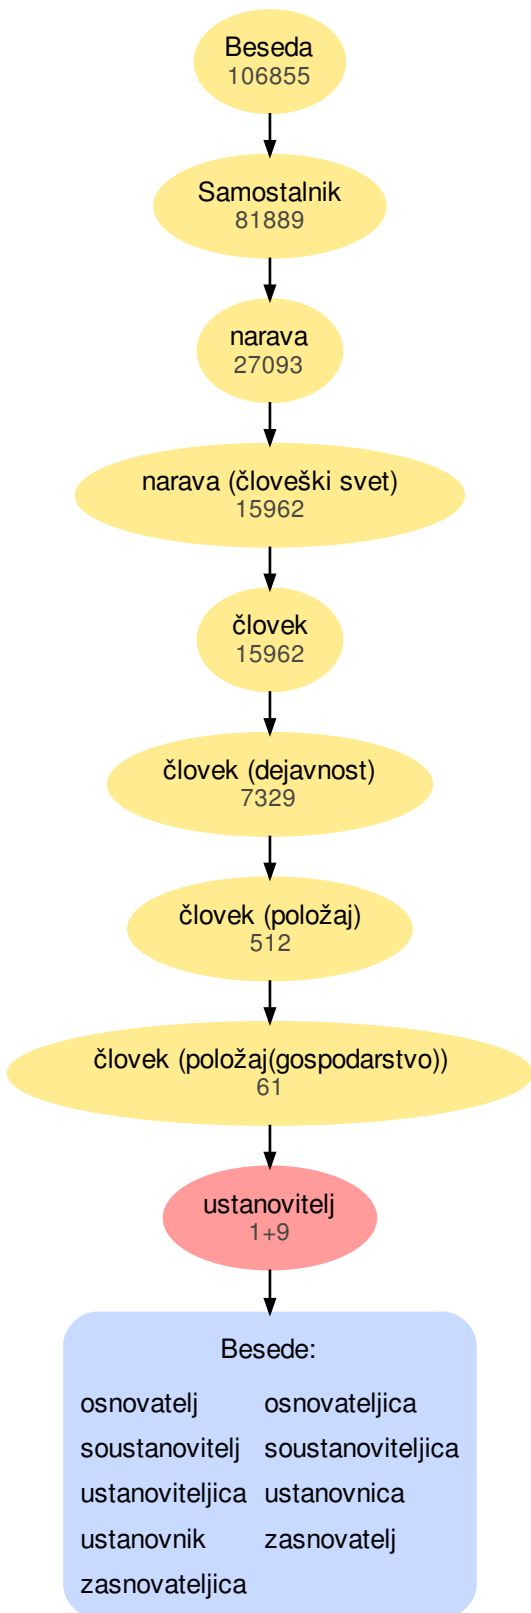 Beseda
106855
Samostalnik
81889
narava
27093
narava (človeški svet)
15962
človek
15962
človek (dejavnost)
7329
človek (položaj)
512
človek (položaj(gospodarstvo))
61
ustanovitelj
1+9
Besede:
osnovatelj osnovateljica
soustanovitelj soustanoviteljica
ustanoviteljica ustanovnica
ustanovnik zasnovatelj
zasnovateljica